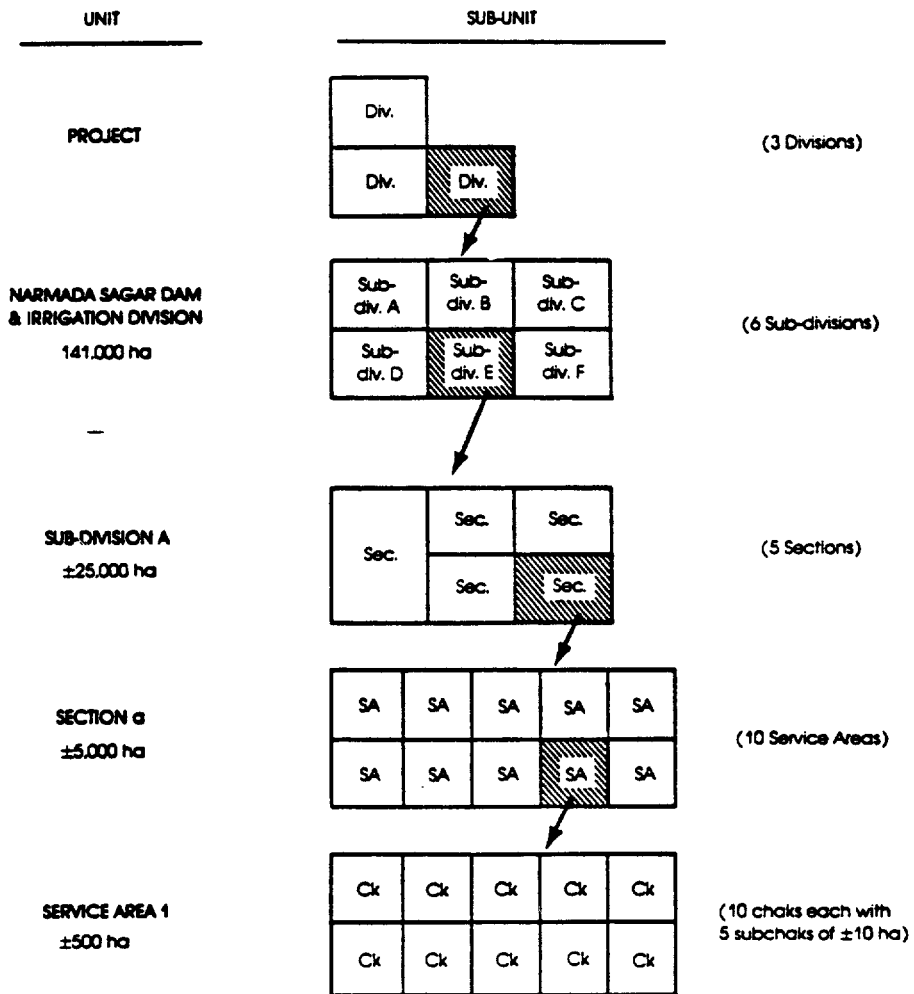 UNIT
SUB-UNIT
PROJECT
Div.
Div.
Div.
(3 Divisions)
NARMADA SAGAR DAM
& IRRIGATION DIVISION
141.000 ha
Sub-
div. A
Sub-
div. B
Sub-
div. C
Sub-
div. D
Sub-
div. E
Sub-
div. F
(6 Sub-divisions)
SUB-DIVISION A
±25.000 ha
Sec.
Sec.
Sec.
Sec.
Sec.
(5 Sections)
SECTION a
±5.000 ha
SA
SA
SA
SA
SA
SA
SA
SA
SA
SA
(10 Service Areas)
SERVICE AREA 1
±500 ha
Ck
Ck
Ck
Ck
Ck
Ck
Ck
Ck
Ck
Ck
(10 chaks each with
5 subchaks of ±10 ha)